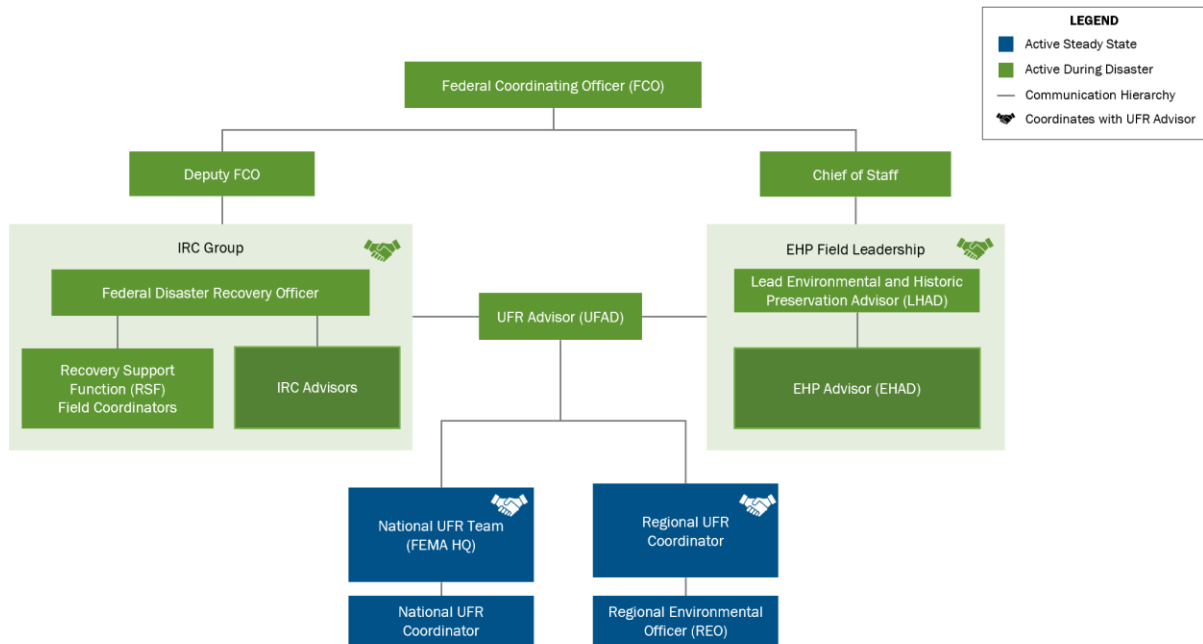 LEGEND
Active Steady State
Active During Disaster
Communication Hierarchy
Coordinates with UFR Advisor
Federal Coordinating Officer (FCO)
Deputy FCO
Chief of Staff
IRC Group
Federal Disaster Recovery Officer
Recovery Support
Function (RSF)
Field Coordinators
IRC Advisors
UFR Advisor (UFAD)
EHP Field Leadership
Lead Environmental and Historic
Preservation Advisor (LHAD)
EHP Advisor (EHAD)
National UFR Team
(FEMA HQ)
Regional UFR
Coordinator
National UFR
Coordinator
Regional Environmental
Officer (REO)